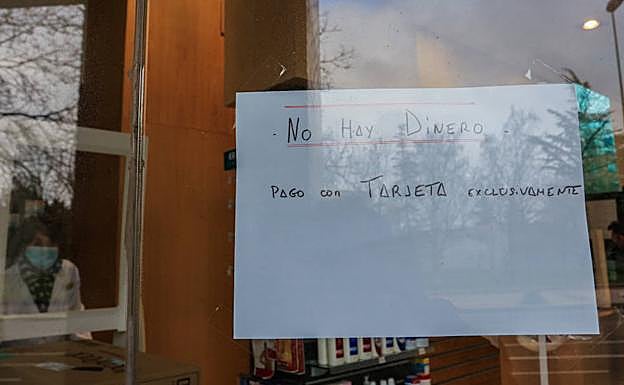 - No Hay Dinero -
PAGO con TARJETA EXCLUSIVAMENTE